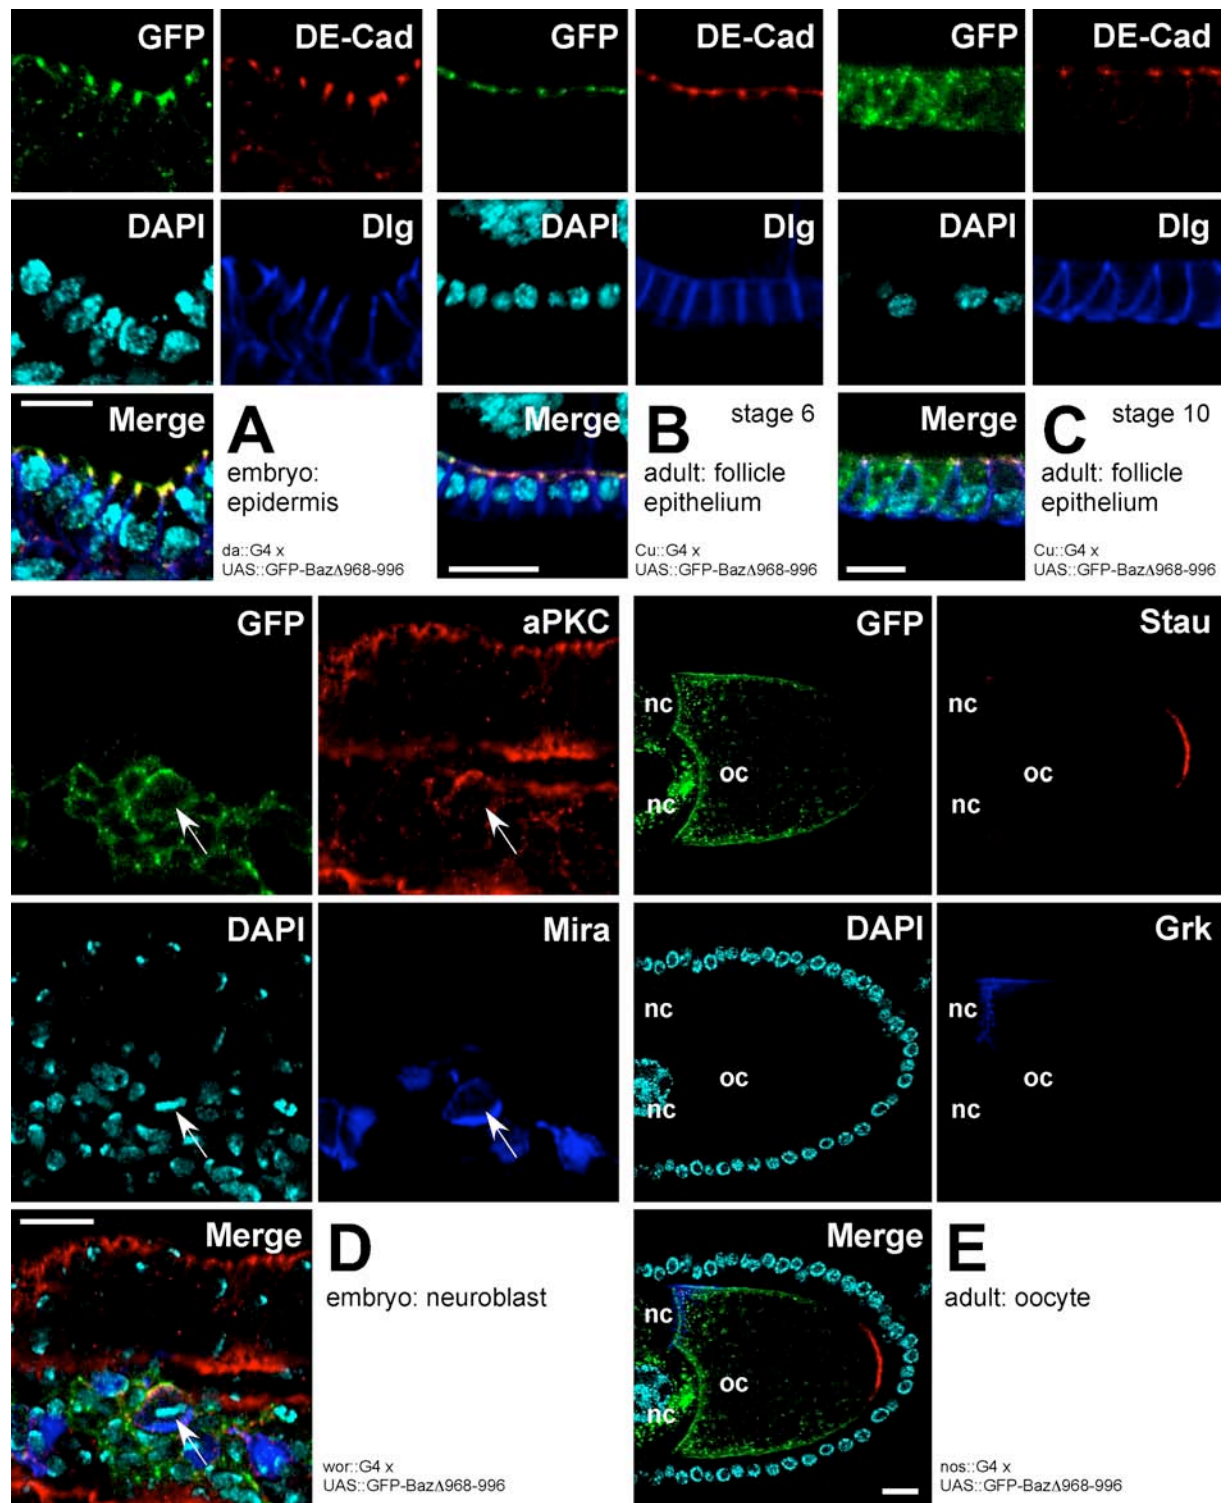 GFP DE-Cad GFP DE-Cad GFP DE-Cad
DAPI Dlg DAPI Dlg DAPI Dlg
Merge
A
embryo:
epidermis
da::G4 x
UAS::GFP-BazΔ968-996
Merge
B stage 6
adult: follicle
epithelium
Cu::G4 x
UAS::GFP-BazΔ968-996
Merge
C stage 10
adult: follicle
epithelium
Cu::G4 x
UAS::GFP-BazΔ968-996
GFP aPKC
DAPI Mira
Merge
D
embryo: neuroblast
wor::G4 x
UAS::GFP-BazΔ968-996
GFP
nc
oc
nc
Stau
nc
oc
nc
DAPI
nc
oc
nc
Grk
nc
oc
nc
Merge
nc
oc
nc
E
adult: oocyte
nos::G4 x
UAS::GFP-BazΔ968-996